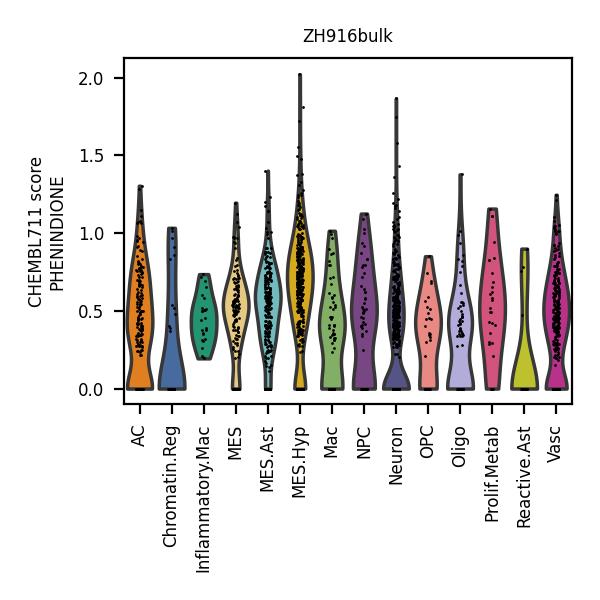 ZH916bulk
CHEMBL711 score
PHENINDIONE
2.0
1.5
1.0
0.5
0.0
AC
Chromatin.Reg
Inflammatory.Mac
MES
MES.Ast
MES.Hyp
Mac
NPC
Neuron
OPC
Oligo
Prolif.Metab
Reactive.Ast
Vasc